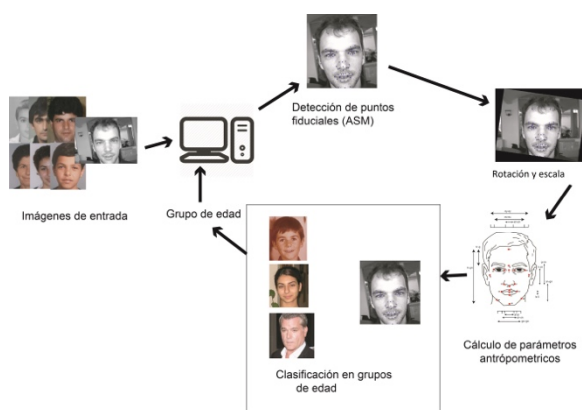 Detección de puntos
fiduciales (ASM)
Rotación y escala
Imágenes de entrada
Grupo de edad
Cálculo de parámetros
antrópometricos
Clasificación en grupos
de edad